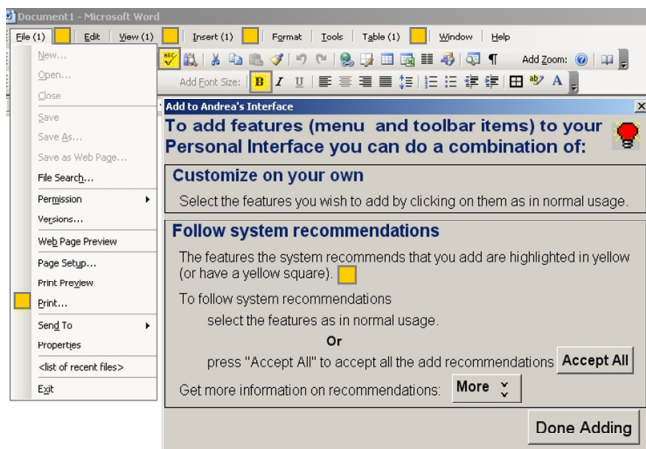 Document1 - Microsoft Word
File (1) Edit View (1) Insert (1) Format Tools Table (1) Window Help
New...
Open...
Add Zoom:
Close
Add Font Size: B I U
Save
Save As...
Save as Web Page...
File Search...
Permission
Versions...
Web Page Preview
Page Setup...
Print Preview
Print...
Send To
Properties
<list of recent files>
Exit
Add to Andrea's Interface
To add features (menu and toolbar items) to your
Personal Interface you can do a combination of:
Customize on your own
Select the features you wish to add by clicking on them as in normal usage.
Follow system recommendations
The features the system recommends that you add are highlighted in yellow
(or have a yellow square).
To follow system recommendations
select the features as in normal usage.
Or
press "Accept All" to accept all the add recommendations Accept All
Get more information on recommendations: More
Done Adding